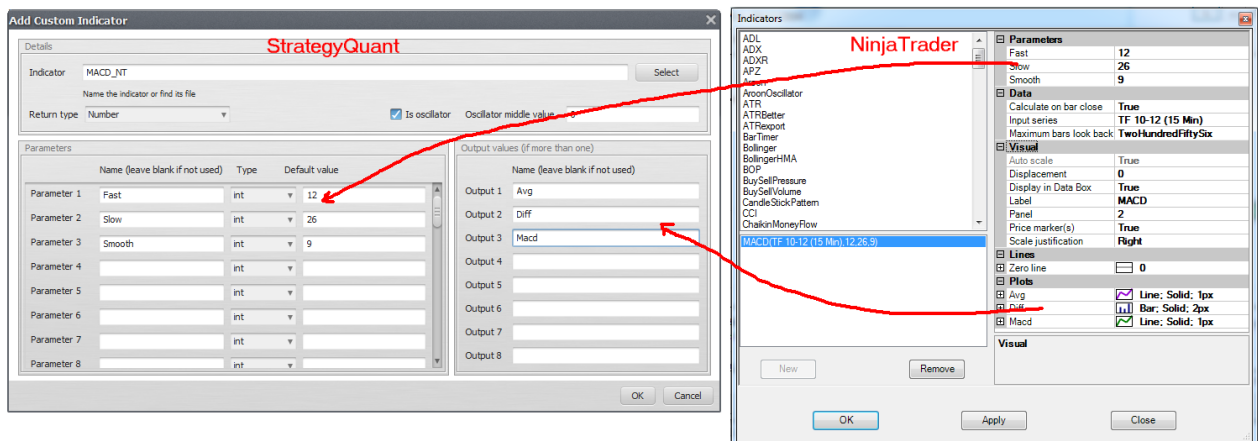 Add Custom Indicator
StrategyQuant
Details
Indicator MACD_NT Select
Name the indicator or find its file
Return type Number Is oscillator Oscillator middle value 0
Parameters
Name (leave blank if not used) Type Default value
Parameter 1 Fast int 12
Parameter 2 Slow int 26
Parameter 3 Smooth int 9
Parameter 4 int
Parameter 5 int
Parameter 6 int
Parameter 7 int
Parameter 8 int
Output values (if more than one)
Name (leave blank if not used)
Output 1 Avg
Output 2 Diff
Output 3 Macd
Output 4
Output 5
Output 6
Output 7
Output 8
OK Cancel
Indicators
NinjaTrader
ADL
ADX
ADXR
APZ
Aroon
AroonOscillator
ATR
ATRBetter
ATRexport
BarTimer
Bollinger
BollingerHMA
BOP
BuySellPressure
BuySellVolume
CandleStickPattern
CCI
ChaikinMoneyFlow
MACD(TF 10-12 (15 Min),12,26,9)
New Remove
Parameters
Fast 12
Slow 26
Smooth 9
Data
Calculate on bar close True
Input series TF 10-12 (15 Min)
Maximum bars look back TwoHundredFiftySix
Visual
Auto scale True
Displacement 0
Display in Data Box True
Label MACD
Panel 2
Price marker(s) True
Scale justification Right
Lines
Zero line 0
Plots
Avg Line; Solid; 1px
Diff Bar; Solid; 2px
Macd Line; Solid; 1px
Visual
OK Apply Close